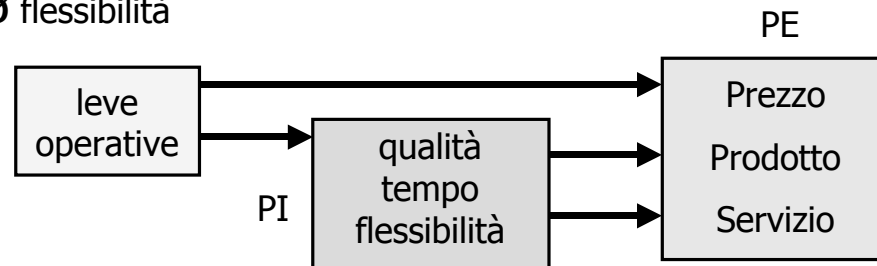 Ø flessibilità
PE
leve
operative
Prezzo
Prodotto
Servizio
PI
qualità
tempo
flessibilità